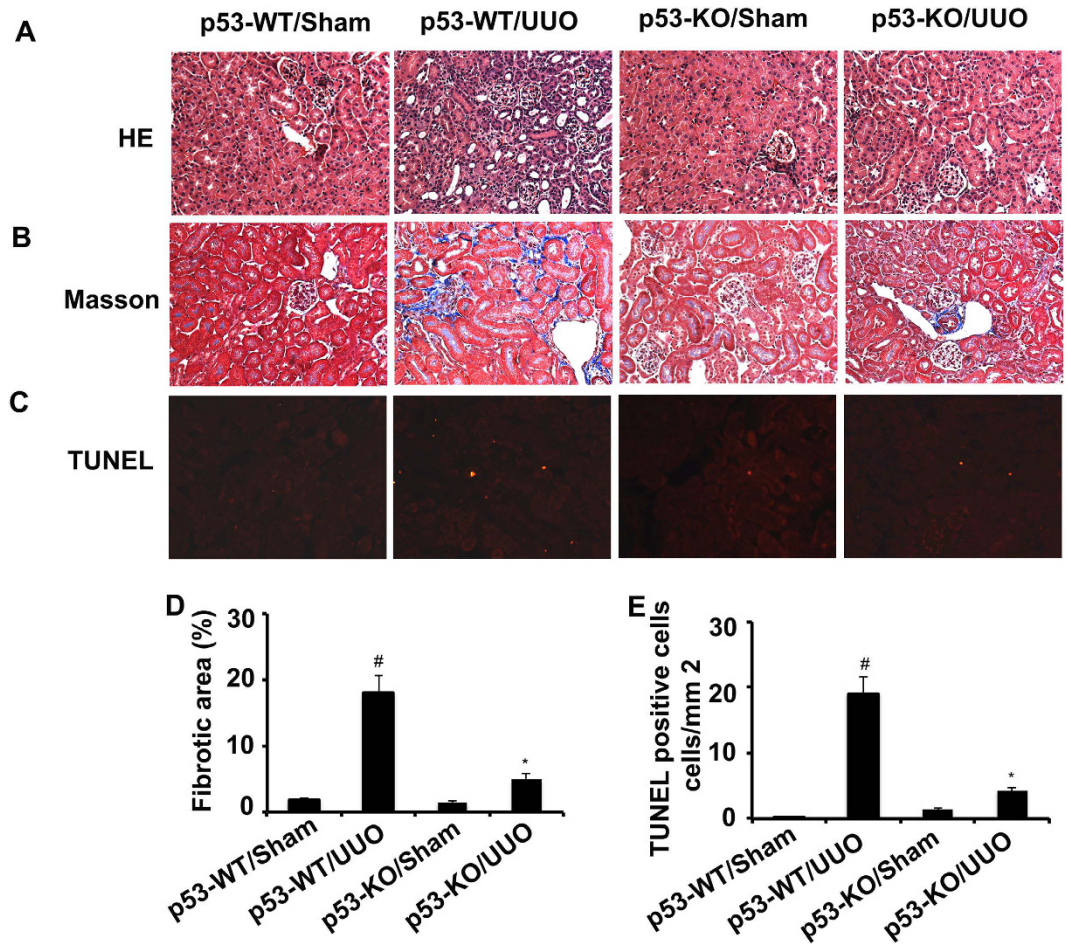 A
p53-WT/Sham
p53-WT/UUO
p53-KO/Sham
p53-KO/UUO
HE
B
Masson
C
TUNEL
D
Fibrotic area (%)
30
20
10
0
#
*
p53-WT/Sham
p53-WT/UUO
p53-KO/Sham
p53-KO/UUO
E
TUNEL positive cells
cells/mm 2
30
20
10
0
#
*
p53-WT/Sham
p53-WT/UUO
p53-KO/Sham
p53-KO/UUO